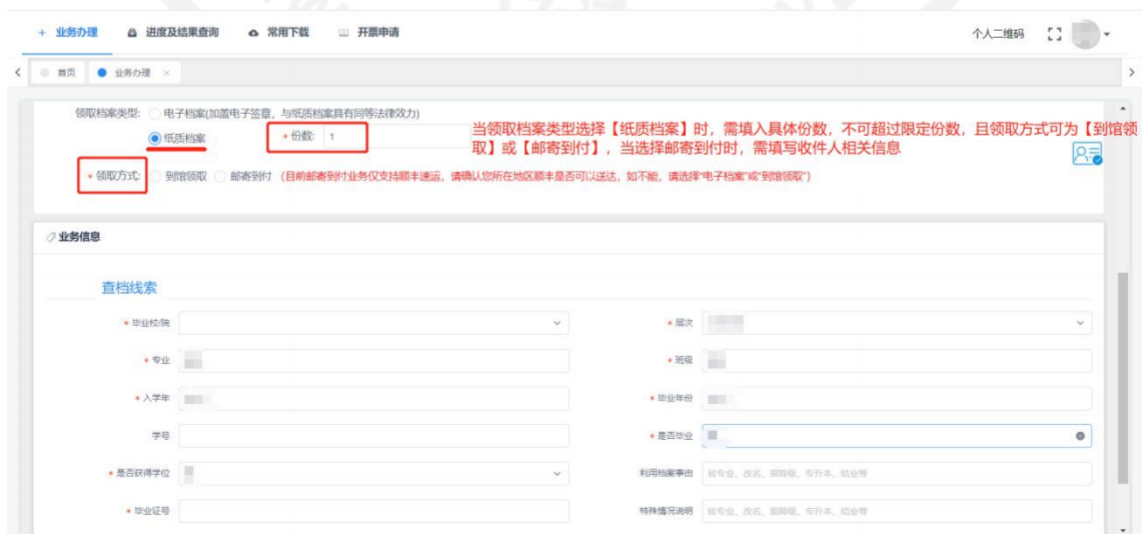 业务办理 进度及结果查询 常用下载 开票申请 个人二维码
首页 业务办理
领取档案类型: 电子档案(加盖电子签章，与纸质档案具有同等法律效力)
纸质档案 * 份数: 1
当领取档案类型选择【纸质档案】时，需填入具体份数，不可超过限定份数，且领取方式可为【到馆领
取】或【邮寄到付】，当选择邮寄到付时，需填写收件人相关信息
* 领取方式: 到馆领取 邮寄到付 (目前邮寄到付业务仅支持顺丰速运，请确认您所在地区顺丰是否可以送达，如不能，请选择“电子档案”或“到馆领取”)
业务信息
查档线索
* 毕业校/院 * 层次
* 专业 * 班级
* 入学年 * 毕业年份
学号 * 是否毕业
* 是否获得学位 利用档案事由 转专业、改名、留降级、专升本、结业等
* 毕业证号 特殊情况说明 转专业、改名、留降级、专升本、结业等